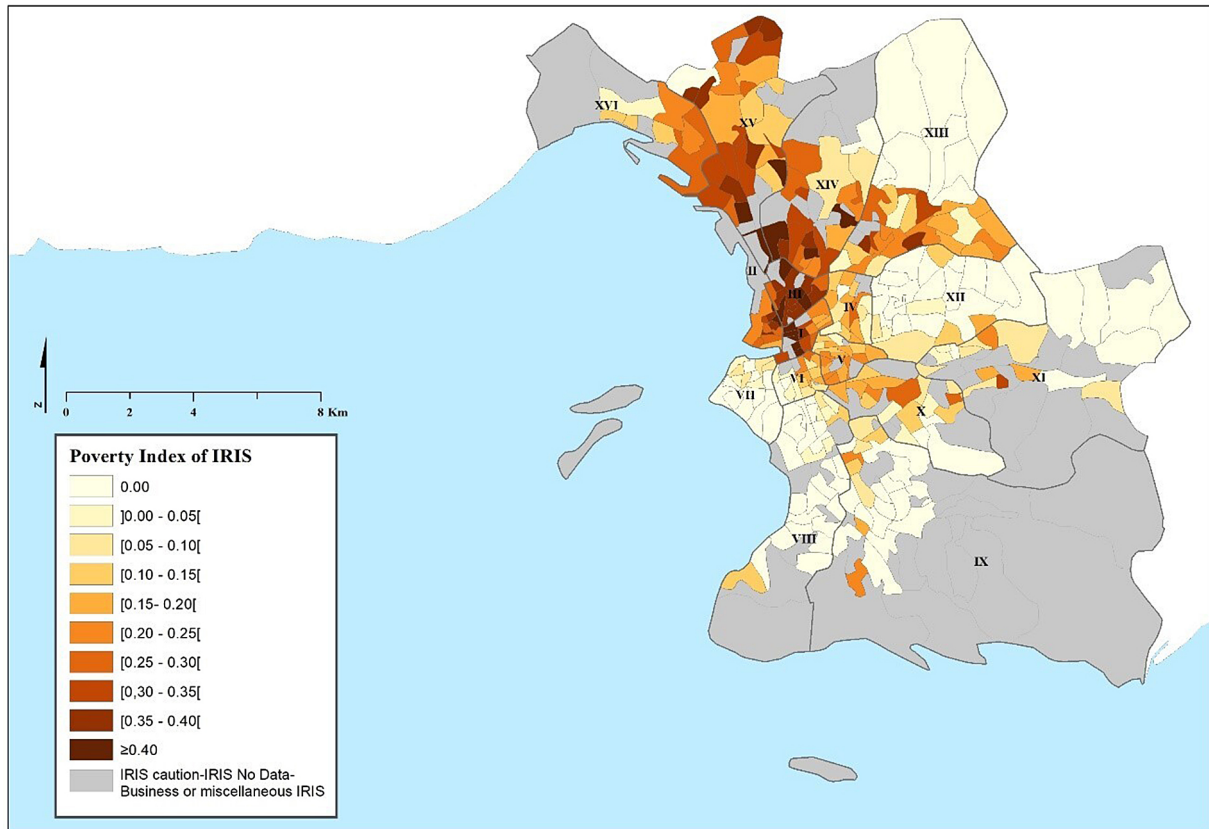 XVI
XV
XIII
XIV
II
III
XII
IV
I
V
XI
VI
VII
X
N
0 2 4 8 Km
VIII
IX
Poverty Index of IRIS
0.00
]0.00 - 0.05[
[0.05 - 0.10[
[0.10 - 0.15[
[0.15- 0.20[
[0.20 - 0.25[
[0.25 - 0.30[
[0,30 - 0.35[
[0.35 - 0.40[
≥0.40
IRIS caution-IRIS No Data-
Business or miscellaneous IRIS